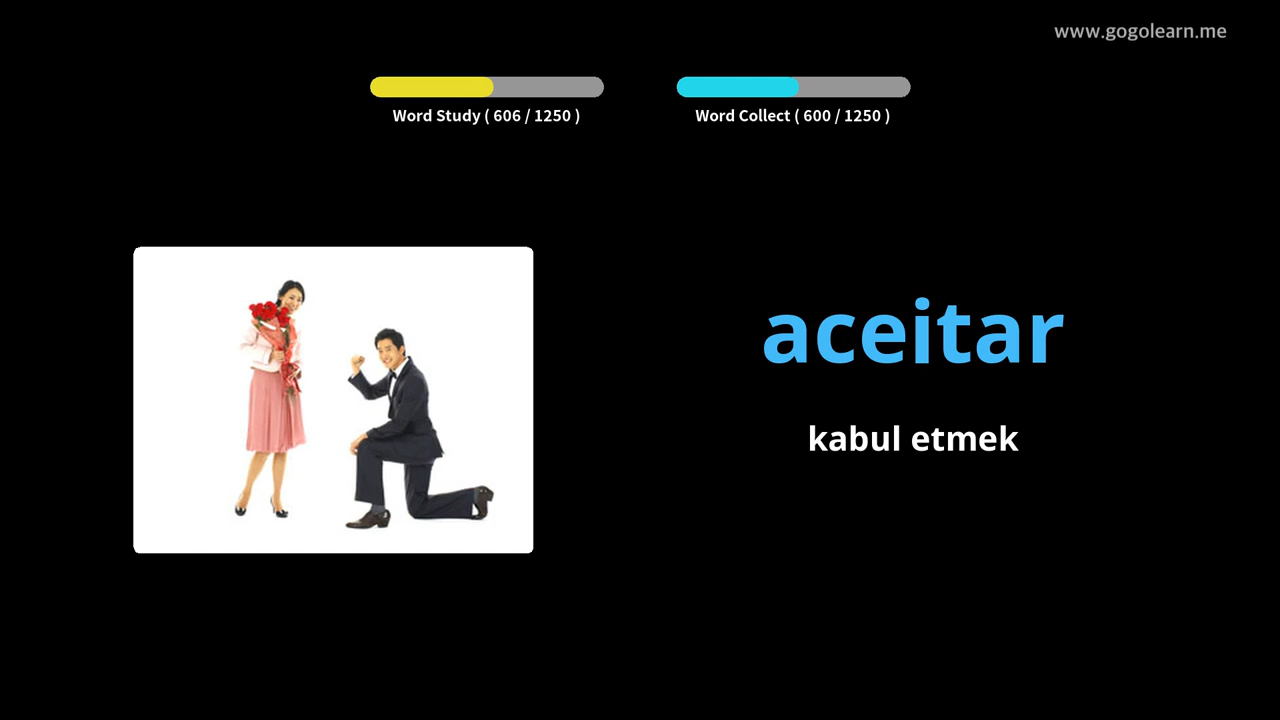 www.gogolearn.me
Word Study ( 606 / 1250 )
Word Collect ( 600 / 1250 )
aceitar
kabul etmek